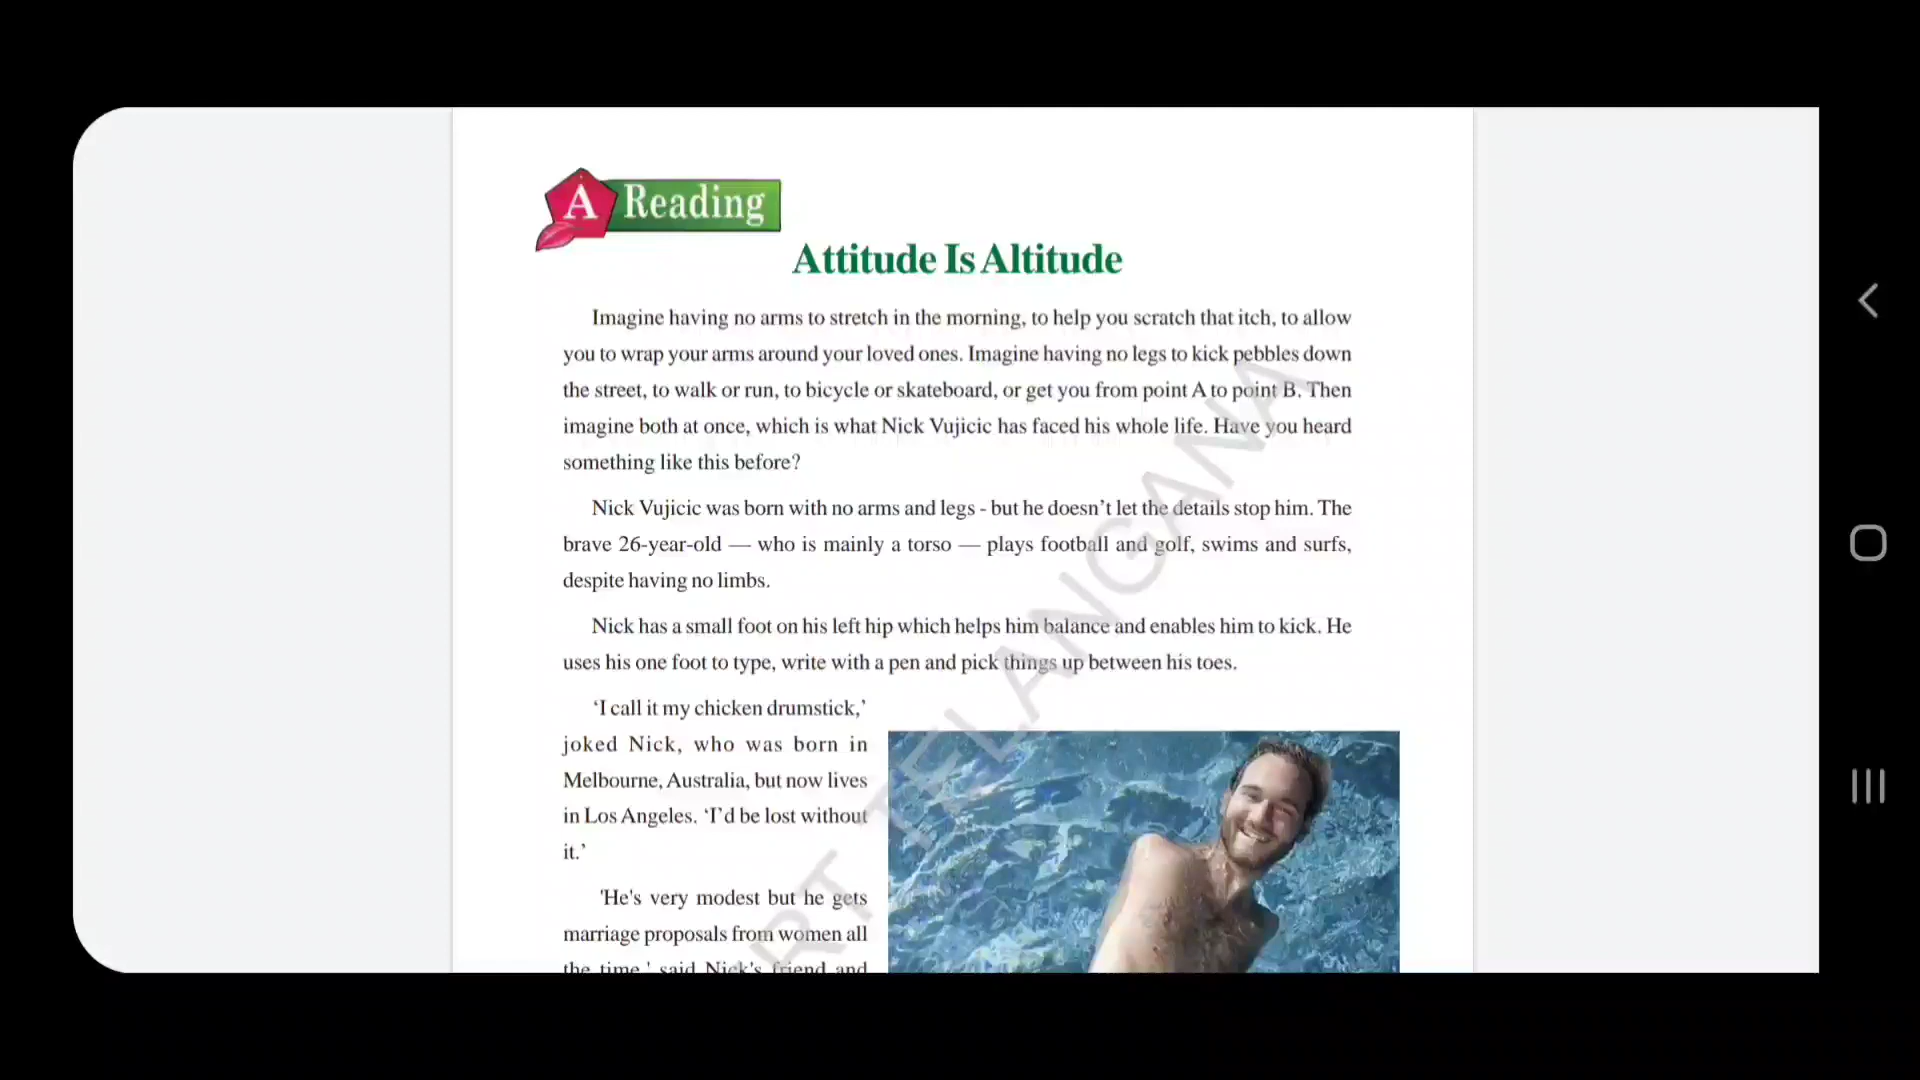 A Reading
Attitude Is Altitude
Imagine having no arms to stretch in the morning, to help you scratch that itch, to allow
you to wrap your arms around your loved ones. Imagine having no legs to kick pebbles down
the street, to walk or run, to bicycle or skateboard, or get you from point A to point B. Then
imagine both at once, which is what Nick Vujicic has faced his whole life. Have you heard
something like this before?
Nick Vujicic was born with no arms and legs - but he doesn’t let the details stop him. The
brave 26-year-old — who is mainly a torso — plays football and golf, swims and surfs,
despite having no limbs.
Nick has a small foot on his left hip which helps him balance and enables him to kick. He
uses his one foot to type, write with a pen and pick things up between his toes.
‘I call it my chicken drumstick,’
joked Nick, who was born in
Melbourne, Australia, but now lives
in Los Angeles. ‘I’d be lost without
it.’
'He's very modest but he gets
marriage proposals from women all
the time,' said Nick's friend and
RT TELANGANA